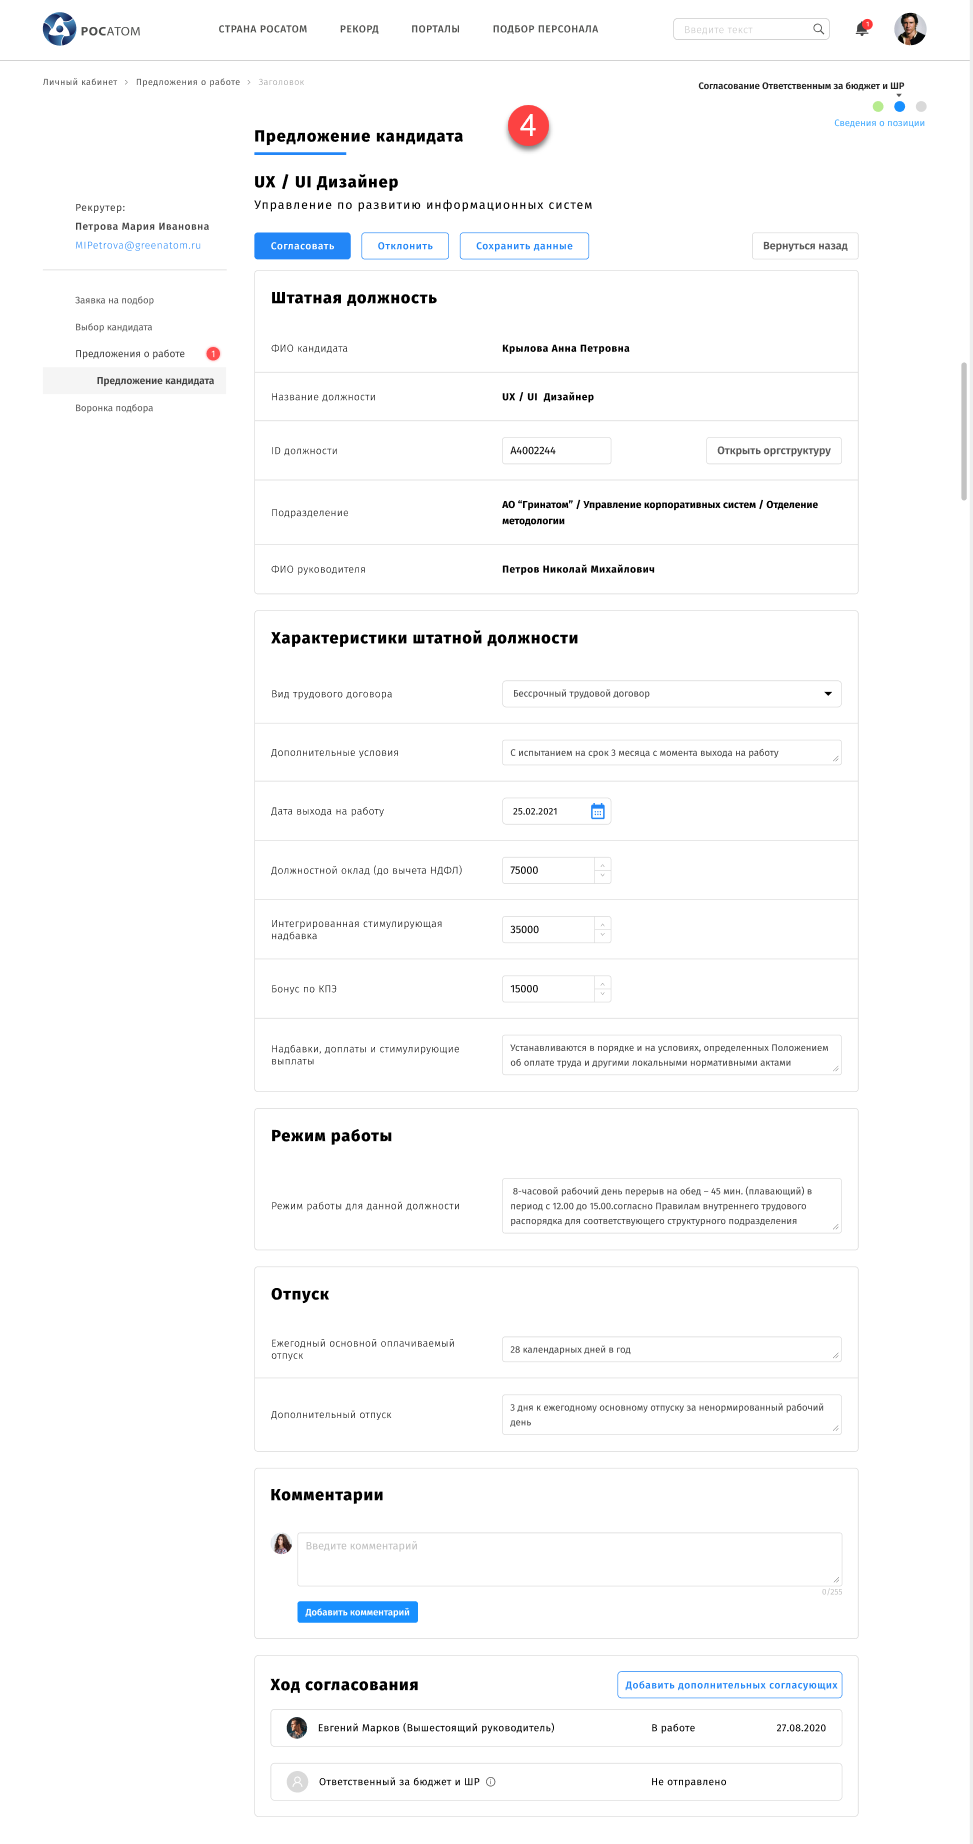 РОСАТОМ
СТРАНА РОСАТОМ РЕКОРД ПОРТАЛЫ ПОДБОР ПЕРСОНАЛА
Введите текст
1
Личный кабинет > Предложения о работе > Заголовок
Согласование Ответственным за бюджет и ШР
Сведения о позиции
Предложение кандидата
4
UX / UI Дизайнер
Управление по развитию информационных систем
Рекрутер:
Петрова Мария Ивановна
MIPetrova@greenatom.ru
Заявка на подбор
Выбор кандидата
Предложения о работе 1
Предложение кандидата
Воронка подбора
Согласовать Отклонить Сохранить данные Вернуться назад
Штатная должность
ФИО кандидата Крылова Анна Петровна
Название должности UX / UI Дизайнер
ID должности А4002244 Открыть оргструктуру
Подразделение АО “Гринатом” / Управление корпоративных систем / Отделение
методологии
ФИО руководителя Петров Николай Михайлович
Характеристики штатной должности
Вид трудового договора Бессрочный трудовой договор
Дополнительные условия С испытанием на срок 3 месяца с момента выхода на работу
Дата выхода на работу 25.02.2021
Должностной оклад (до вычета НДФЛ) 75000
Интегрированная стимулирующая
надбавка
35000
Бонус по КПЭ 15000
Надбавки, доплаты и стимулирующие
выплаты
Устанавливаются в порядке и на условиях, определенных Положением
об оплате труда и другими локальными нормативными актами
Режим работы
Режим работы для данной должности
8-часовой рабочий день перерыв на обед – 45 мин. (плавающий) в
период с 12.00 до 15.00.согласно Правилам внутреннего трудового
распорядка для соответствующего структурного подразделения
Отпуск
Ежегодный основной оплачиваемый
отпуск
28 календарных дней в год
Дополнительный отпуск
3 дня к ежегодному основному отпуску за ненормированный рабочий
день
Комментарии
Введите комментарий
0/255
Добавить комментарий
Ход согласования Добавить дополнительных согласующих
Евгений Марков (Вышестоящий руководитель) В работе 27.08.2020
Ответственный за бюджет и ШР Не отправлено